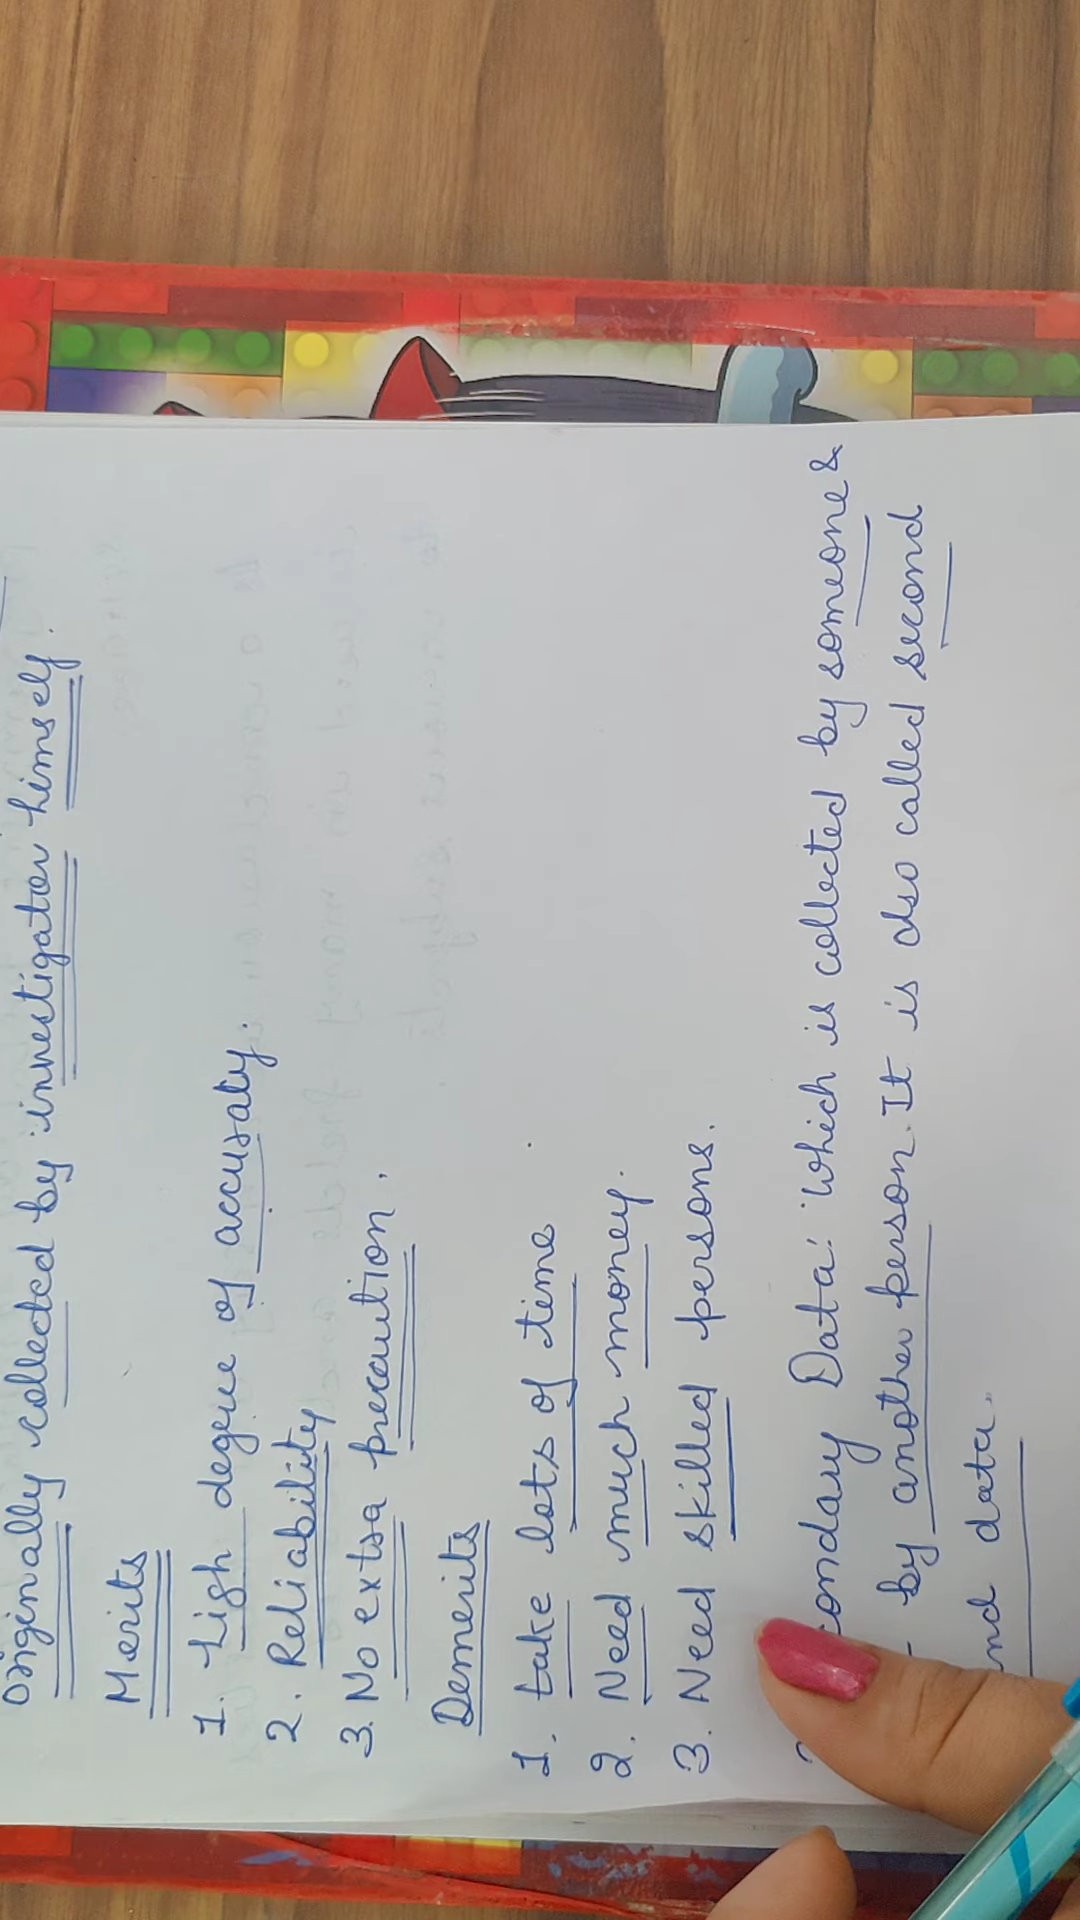 originally collected by investigator himself.
Merits
1. High degree of accuraty.
2. Reliability
3. No extra precaution.
Demerits
1. take lots of time
2. Need much money.
3. Need skilled persons.
condary Data: which is collected by someone &
by another person. It is also called second
nd data.